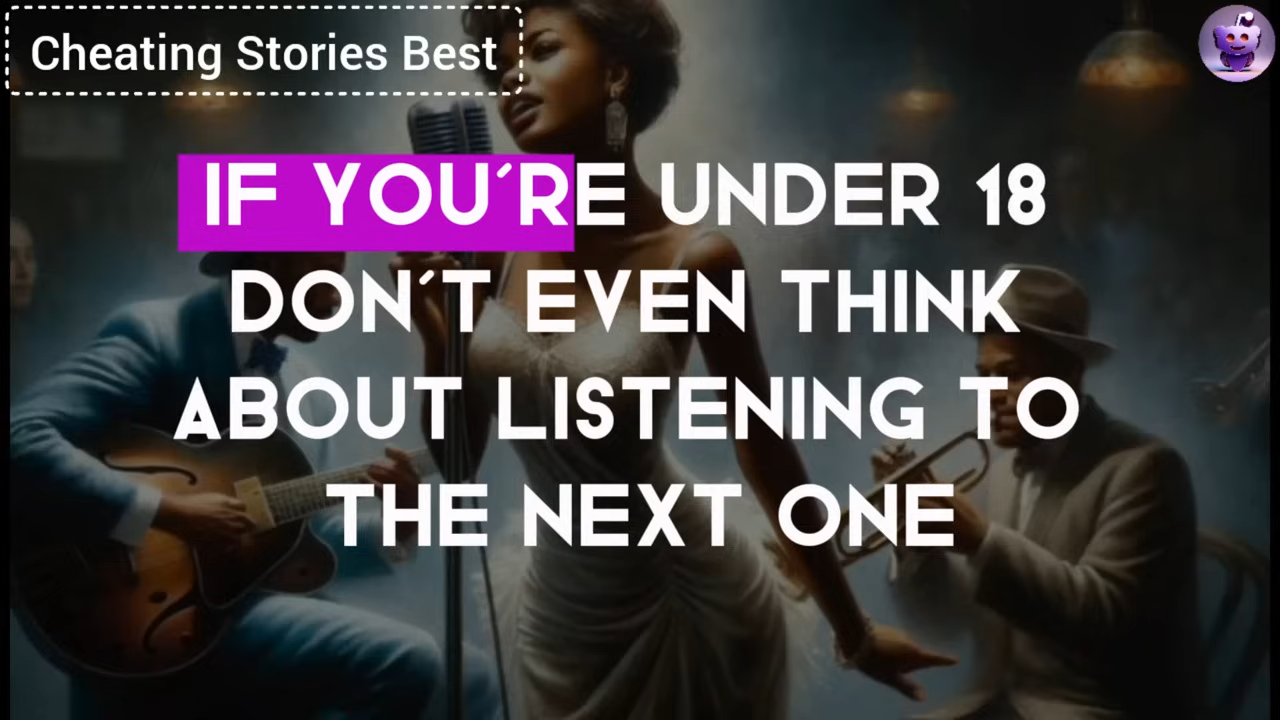 Cheating Stories Best
IF YOU´RE UNDER 18
DON´T EVEN THINK
ABOUT LISTENING TO
THE NEXT ONE